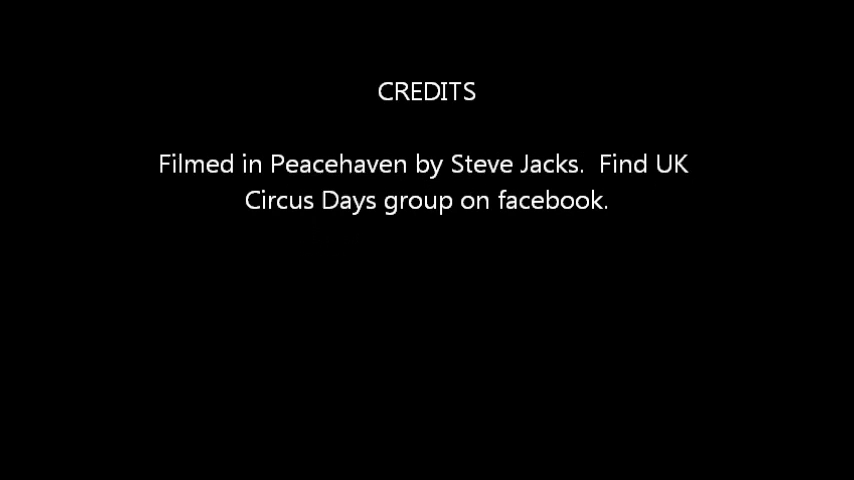 CREDITS
Filmed in Peacehaven by Steve Jacks.  Find UK
Circus Days group on facebook.